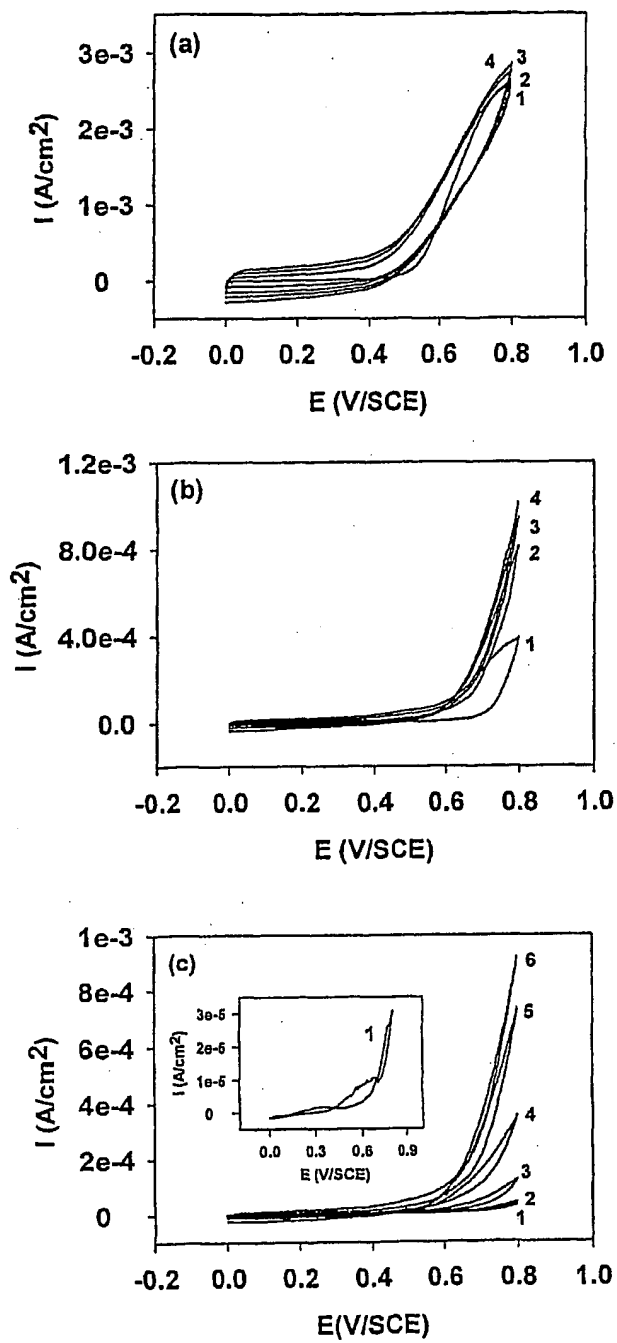 (a)
3e-3
2e-3
1e-3
0
I (A/cm2)
4 3
2
1
-0.2 0.0 0.2 0.4 0.6 0.8 1.0
E (V/SCE)
(b)
1.2e-3
8.0e-4
4.0e-4
0.0
I (A/cm2)
4
3
2
1
-0.2 0.0 0.2 0.4 0.6 0.8 1.0
E (V/SCE)
(c)
1e-3
8e-4
6e-4
4e-4
2e-4
0
I (A/cm2)
3e-5
2e-5
1e-5
0
I (A/cm2)
1
0.0 0.3 0.6 0.9
E (V/SCE)
6
5
4
3
2
1
-0.2 0.0 0.2 0.4 0.6 0.8 1.0
E(V/SCE)